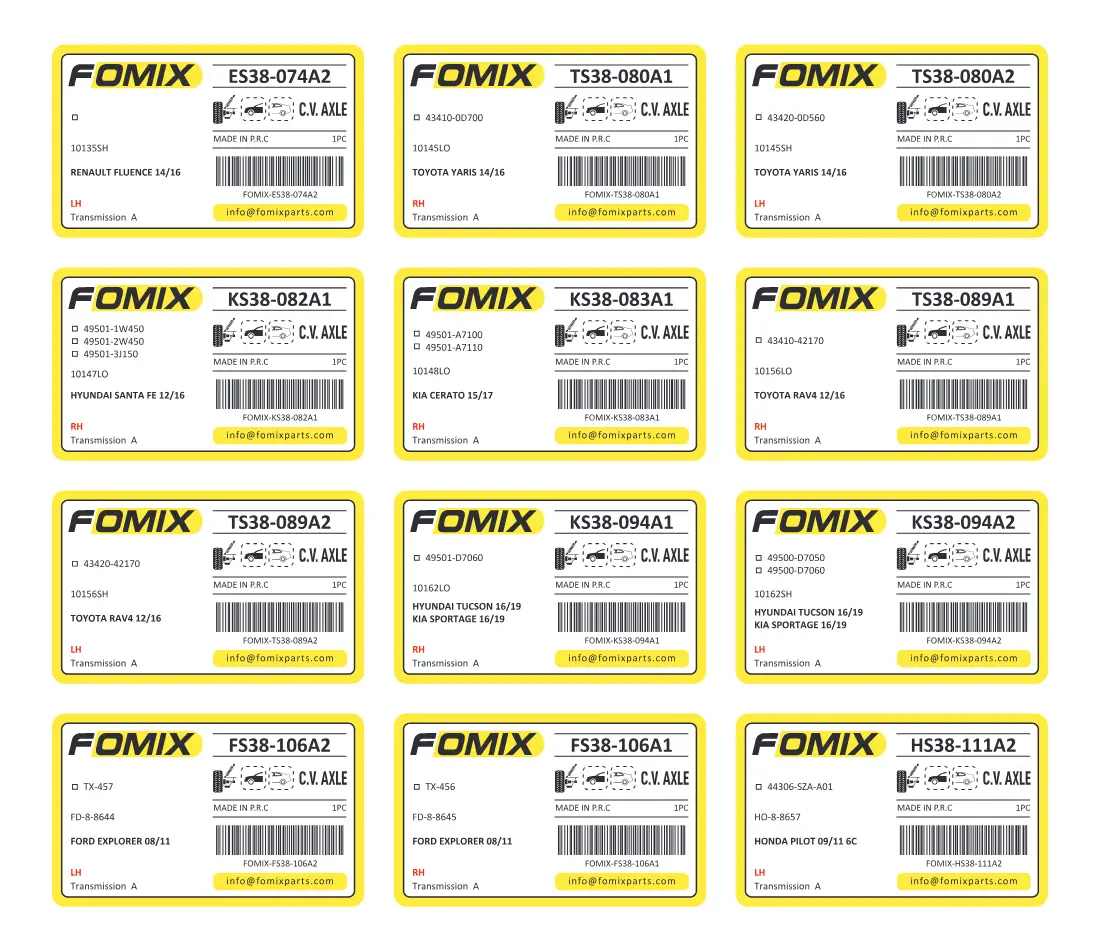 FOMIX
ES38-074A2
C.V. AXLE
10135SH
MADE IN P.R.C 1PC
RENAULT FLUENCE 14/16
FOMIX-ES38-074A2
LH
Transmission A
info@fomixparts.com
FOMIX
TS38-080A1
43410-0D700
C.V. AXLE
10145LO
MADE IN P.R.C 1PC
TOYOTA YARIS 14/16
FOMIX-TS38-080A1
RH
Transmission A
info@fomixparts.com
FOMIX
TS38-080A2
43420-0D560
C.V. AXLE
10145SH
MADE IN P.R.C 1PC
TOYOTA YARIS 14/16
FOMIX-TS38-080A2
LH
Transmission A
info@fomixparts.com
FOMIX
KS38-082A1
49501-1W450
49501-2W450
49501-3J150
C.V. AXLE
10147LO
MADE IN P.R.C 1PC
HYUNDAI SANTA FE 12/16
FOMIX-KS38-082A1
RH
Transmission A
info@fomixparts.com
FOMIX
KS38-083A1
49501-A7100
49501-A7110
C.V. AXLE
10148LO
MADE IN P.R.C 1PC
KIA CERATO 15/17
FOMIX-KS38-083A1
RH
Transmission A
info@fomixparts.com
FOMIX
TS38-089A1
43410-42170
C.V. AXLE
10156LO
MADE IN P.R.C 1PC
TOYOTA RAV4 12/16
FOMIX-TS38-089A1
RH
Transmission A
info@fomixparts.com
FOMIX
TS38-089A2
43420-42170
C.V. AXLE
10156SH
MADE IN P.R.C 1PC
TOYOTA RAV4 12/16
FOMIX-TS38-089A2
LH
Transmission A
info@fomixparts.com
FOMIX
KS38-094A1
49501-D7060
C.V. AXLE
10162LO
MADE IN P.R.C 1PC
HYUNDAI TUCSON 16/19
KIA SPORTAGE 16/19
FOMIX-KS38-094A1
RH
Transmission A
info@fomixparts.com
FOMIX
KS38-094A2
49500-D7050
49500-D7060
C.V. AXLE
10162SH
MADE IN P.R.C 1PC
HYUNDAI TUCSON 16/19
KIA SPORTAGE 16/19
FOMIX-KS38-094A2
LH
Transmission A
info@fomixparts.com
FOMIX
FS38-106A2
TX-457
C.V. AXLE
FD-8-8644
MADE IN P.R.C 1PC
FORD EXPLORER 08/11
FOMIX-FS38-106A2
LH
Transmission A
info@fomixparts.com
FOMIX
FS38-106A1
TX-456
C.V. AXLE
FD-8-8645
MADE IN P.R.C 1PC
FORD EXPLORER 08/11
FOMIX-FS38-106A1
RH
Transmission A
info@fomixparts.com
FOMIX
HS38-111A2
44306-SZA-A01
C.V. AXLE
HO-8-8657
MADE IN P.R.C 1PC
HONDA PILOT 09/11 6C
FOMIX-HS38-111A2
LH
Transmission A
info@fomixparts.com